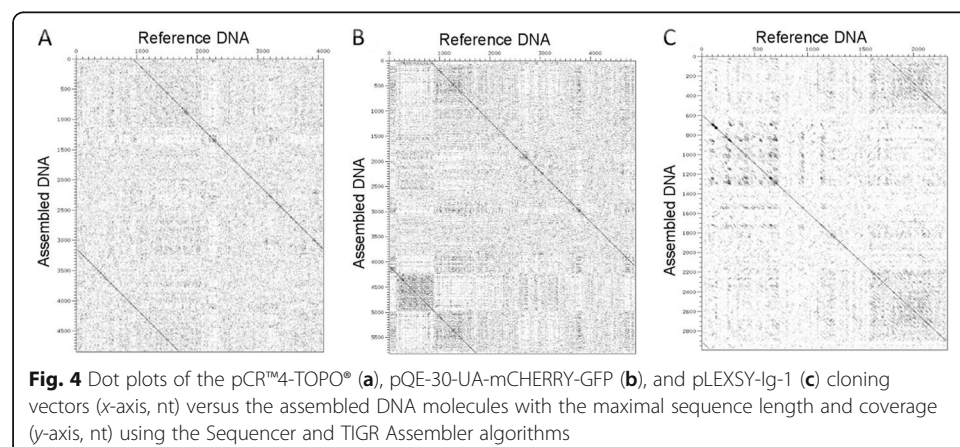 A
Reference DNA
0 1000 2000 3000 4000
Assembled DNA
0
500
1000
1500
2000
2500
3000
3500
4000
4500
B
Reference DNA
0 1000 2000 3000 4000
Assembled DNA
0
500
1000
1500
2000
2500
3000
3500
4000
4500
5000
5500
C
Reference DNA
0 500 1000 1500 2000
Assembled DNA
0
200
400
600
800
1000
1200
1400
1600
1800
2000
2200
2400
2600
2800
Fig. 4 Dot plots of the pCR™4-TOPO® (a), pQE-30-UA-mCHERRY-GFP (b), and pLEXSY-Ig-1 (c) cloning
vectors (x-axis, nt) versus the assembled DNA molecules with the maximal sequence length and coverage
(y-axis, nt) using the Sequencer and TIGR Assembler algorithms